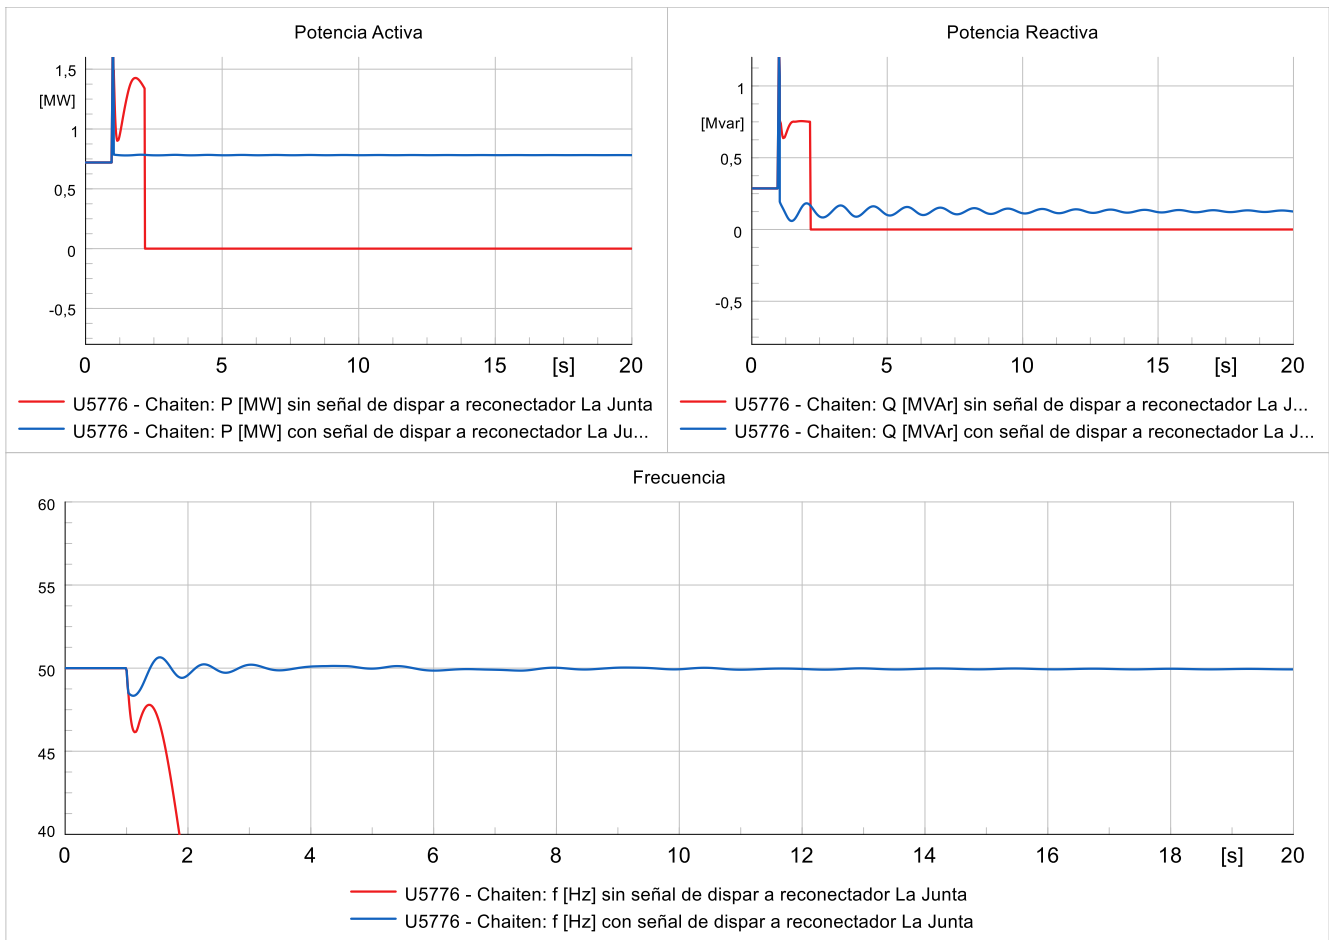 Potencia Activa
1,5
[MW]
1
0,5
0
-0,5
0 5 10 15 [s] 20
U5776 - Chaiten: P [MW] sin señal de dispar a reconectador La Junta
U5776 - Chaiten: P [MW] con señal de dispar a reconectador La Ju...
Potencia Reactiva
1
[Mvar]
0,5
0
-0,5
0 5 10 15 [s] 20
U5776 - Chaiten: Q [MVAr] sin señal de dispar a reconectador La J...
U5776 - Chaiten: Q [MVAr] con señal de dispar a reconectador La J...
Frecuencia
60
55
50
45
40
0 2 4 6 8 10 12 14 16 18 [s] 20
U5776 - Chaiten: f [Hz] sin señal de dispar a reconectador La Junta
U5776 - Chaiten: f [Hz] con señal de dispar a reconectador La Junta